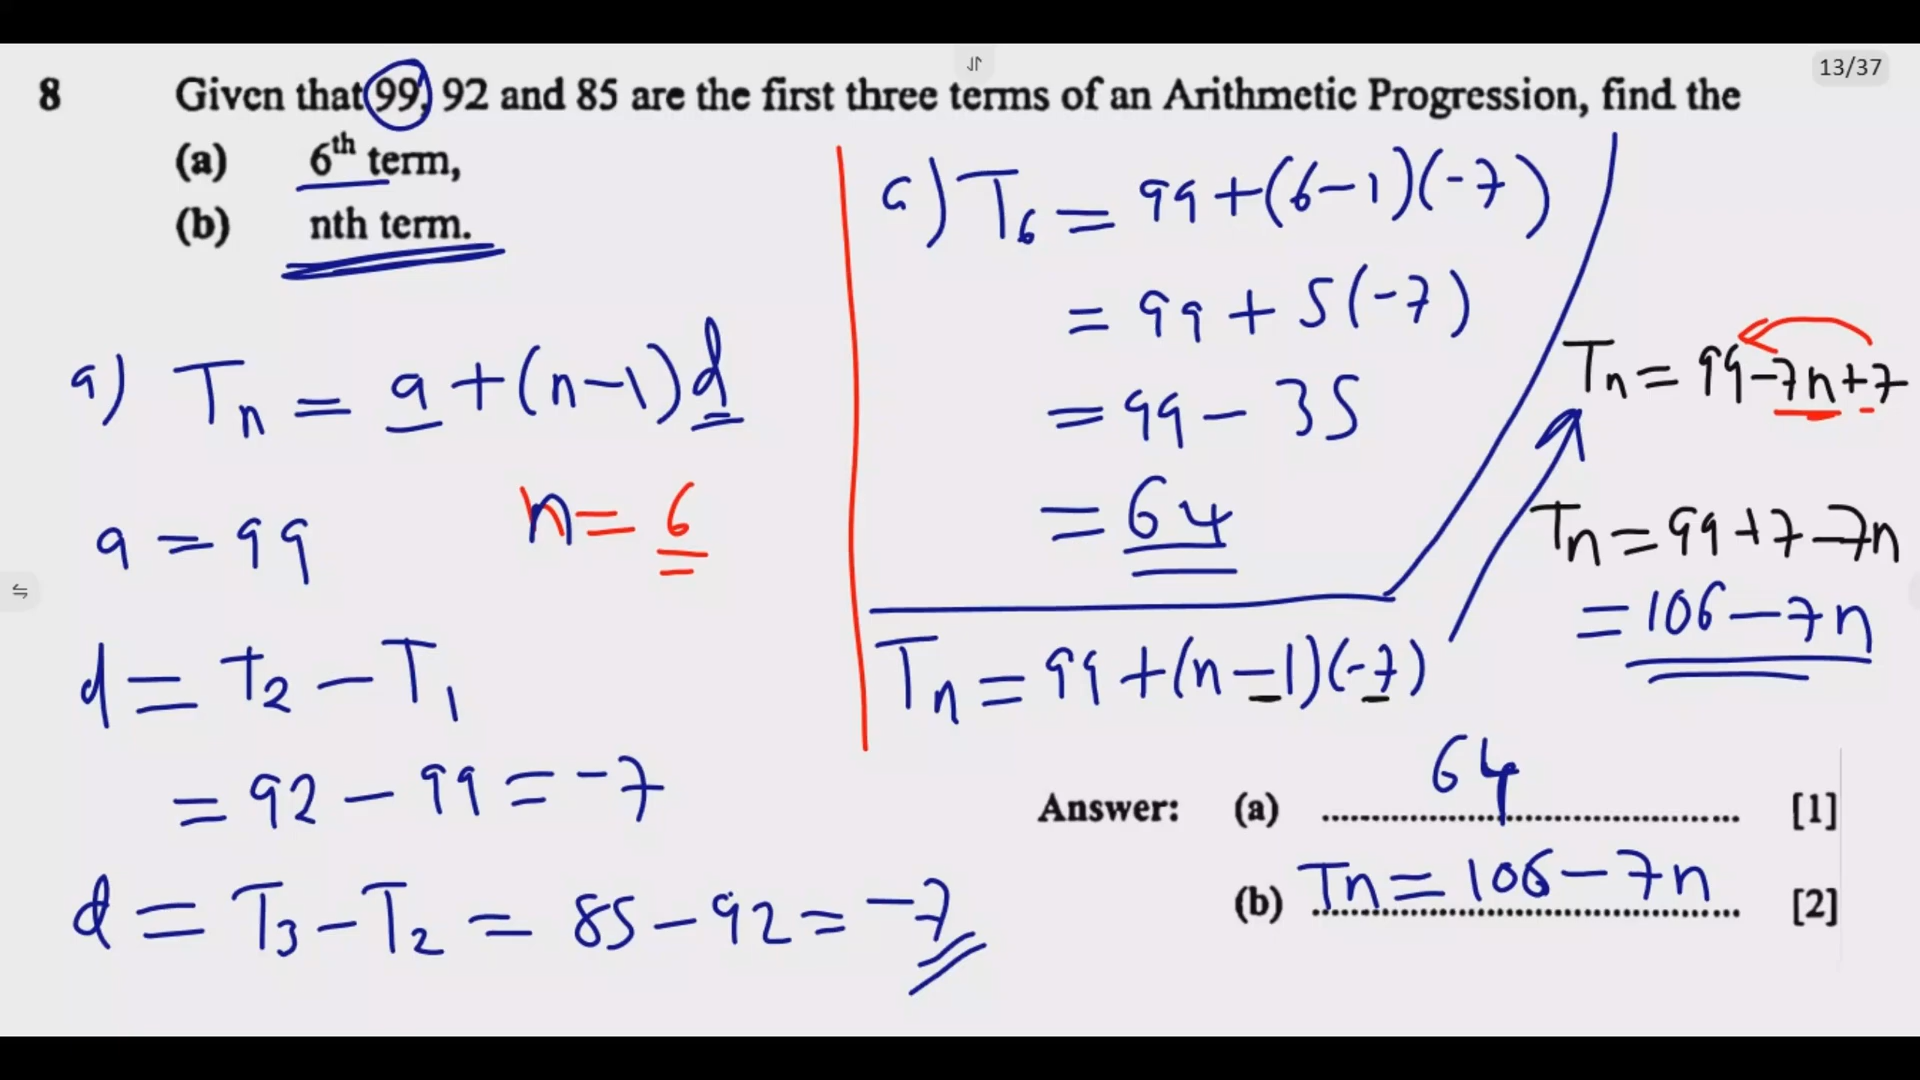 13/37
8 Given that 99, 92 and 85 are the first three terms of an Arithmetic Progression, find the
(a) 6th term,
(b) nth term.
a) Tn = a + (n-1)d
a = 99 n = 6
d = T2 - T1
= 92 - 99 = -7
d = T3 - T2 = 85 - 92 = -7
a) T6 = 99 + (6-1)(-7)
= 99 + 5(-7)
= 99 - 35
= 64
Tn = 99 + (n-1)(-7)
Tn = 99 - 7n + 7
Tn = 99 + 7 - 7n
= 106 - 7n
Answer: (a) 64 [1]
(b) Tn = 106 - 7n [2]